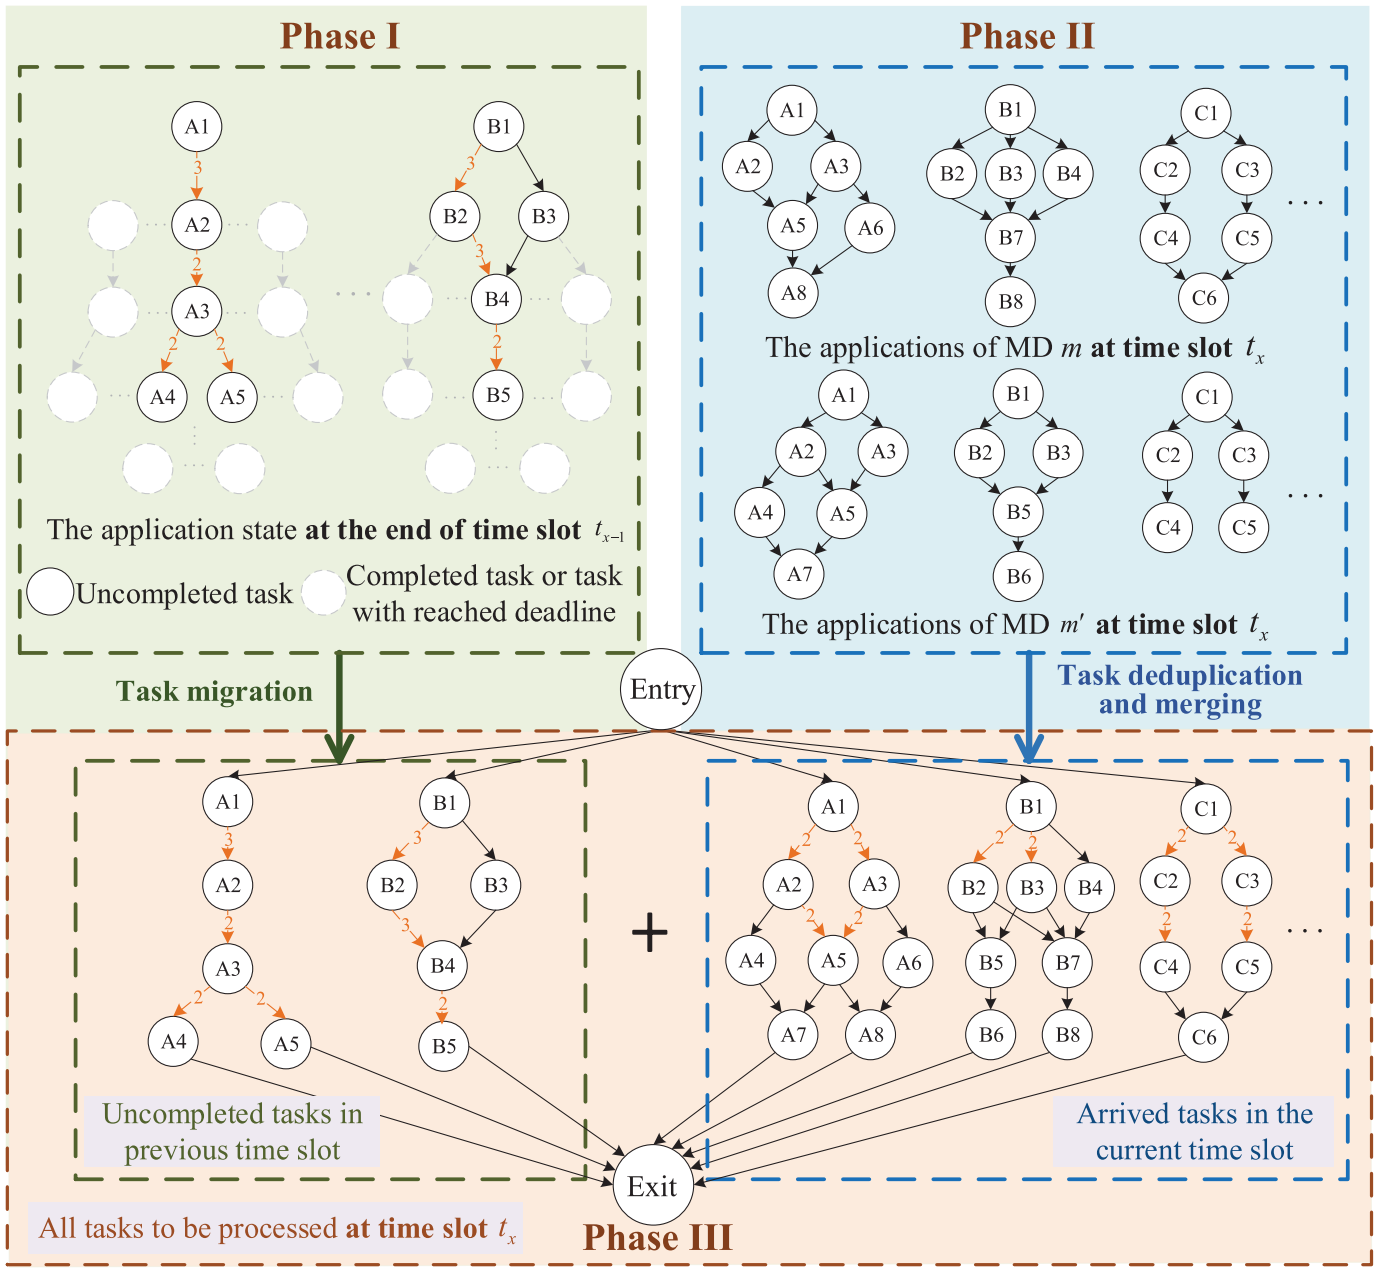 Phase I
A1
B1
3
3
A2
B2
B3
2
3
A3
B4
. . .
2
2
2
A4
A5
B5
The application state at the end of time slot tx−1
Uncompleted task
Completed task or task
with reached deadline
Phase II
A1
B1
C1
A2
A3
B2
B3
B4
C2
C3
. . .
A5
A6
B7
C4
C5
A8
B8
C6
The applications of MD m at time slot tx
A1
B1
C1
A2
A3
B2
B3
C2
C3
. . .
A4
A5
B5
C4
C5
A7
B6
The applications of MD m′ at time slot tx
Task migration
Entry
Task deduplication
and merging
A1
B1
3
3
A2
B2
B3
2
3
A3
B4
2
2
2
A4
A5
B5
Uncompleted tasks in
previous time slot
+
A1
B1
C1
2
2
2
2
2
2
A2
A3
B2
B3
B4
C2
C3
2
2
2
2
. . .
A4
A5
A6
B5
B7
C4
C5
A7
A8
B6
B8
C6
Arrived tasks in the
current time slot
Exit
All tasks to be processed at time slot tx
Phase III